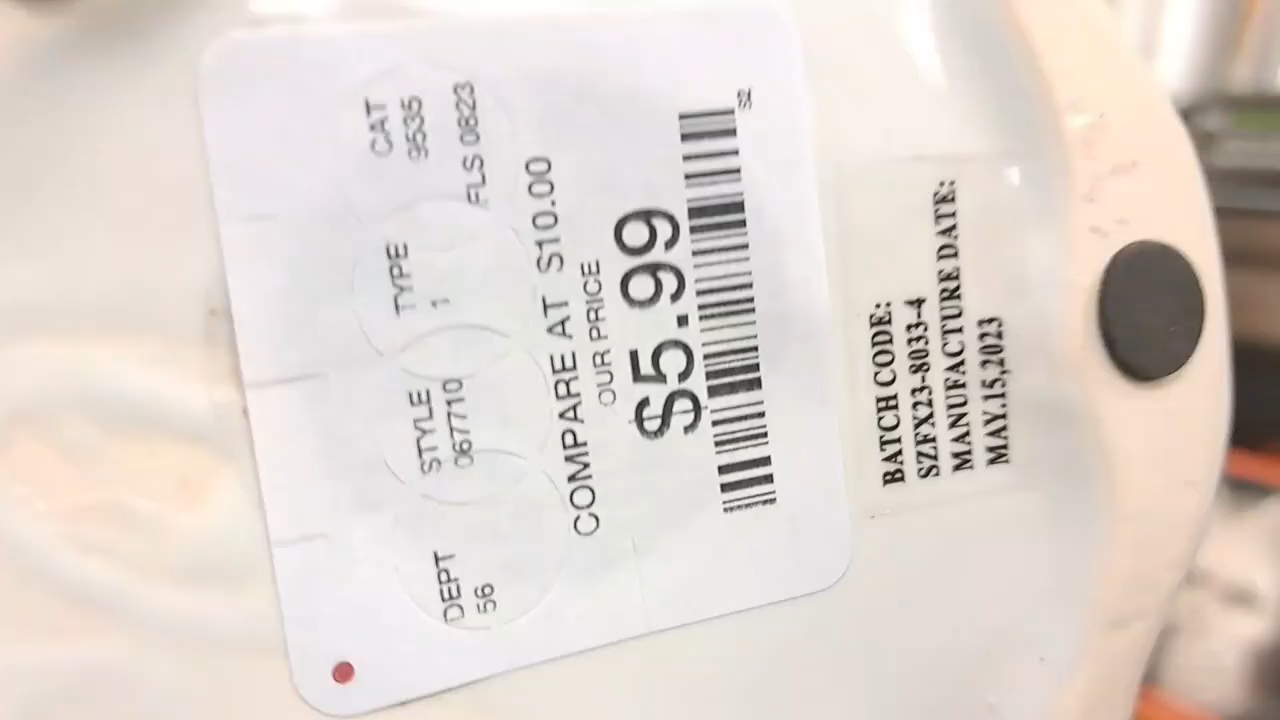 DEPT STYLE TYPE CAT
56 067710 1 9535
FLS 0823
COMPARE AT $10.00
OUR PRICE
$5.99
S2
BATCH CODE:
SZFX23-8033-4
MANUFACTURE DATE:
MAY.15,2023